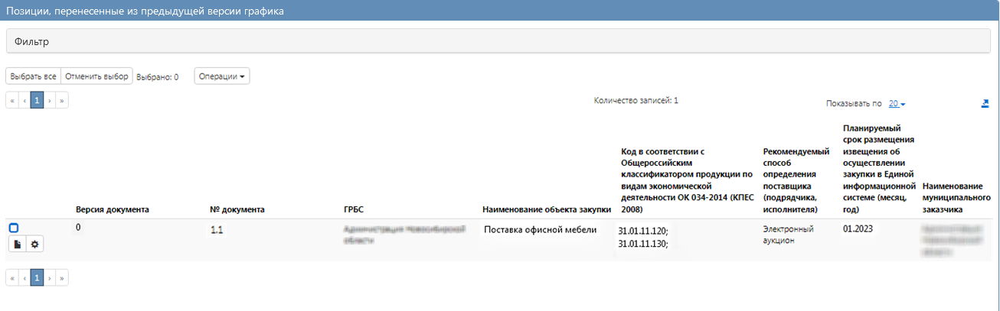 Позиции, перенесенные из предыдущей версии графика
Фильтр
Выбрать все Отменить выбор Выбрано: 0 Операции
« ‹ 1 › » Количество записей: 1 Показывать по 20
Версия документа
№ документа
ГРБС
Наименование объекта закупки
Код в соответствии с
Общероссийским
классификатором продукции по
видам экономической
деятельности ОК 034-2014 (КПЕС
2008)
Рекомендуемый
способ
определения
поставщика
(подрядчика,
исполнителя)
Планируемый
срок размещения
извещения об
осуществлении
закупки в Единой
информационной
системе (месяц,
год)
Наименование
муниципального
заказчика
0
1.1
Поставка офисной мебели
31.01.11.120;
31.01.11.130;
Электронный
аукцион
01.2023
« ‹ 1 › »